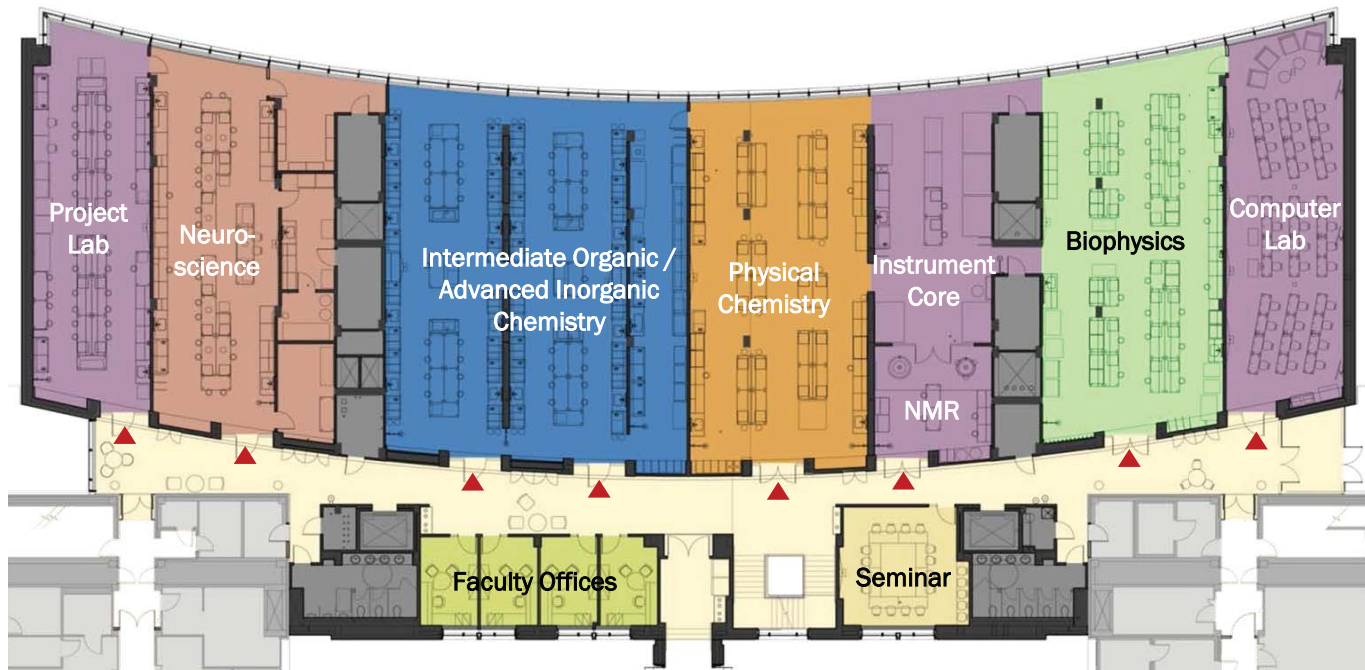 Project
Lab
Neuro-
science
Intermediate Organic /
Advanced Inorganic
Chemistry
Physical
Chemistry
Instrument
Core
NMR
Biophysics
Computer
Lab
Faculty Offices
Seminar